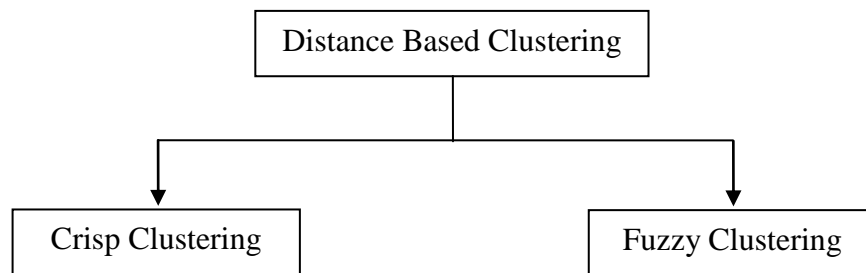 Distance Based Clustering
Crisp Clustering
Fuzzy Clustering